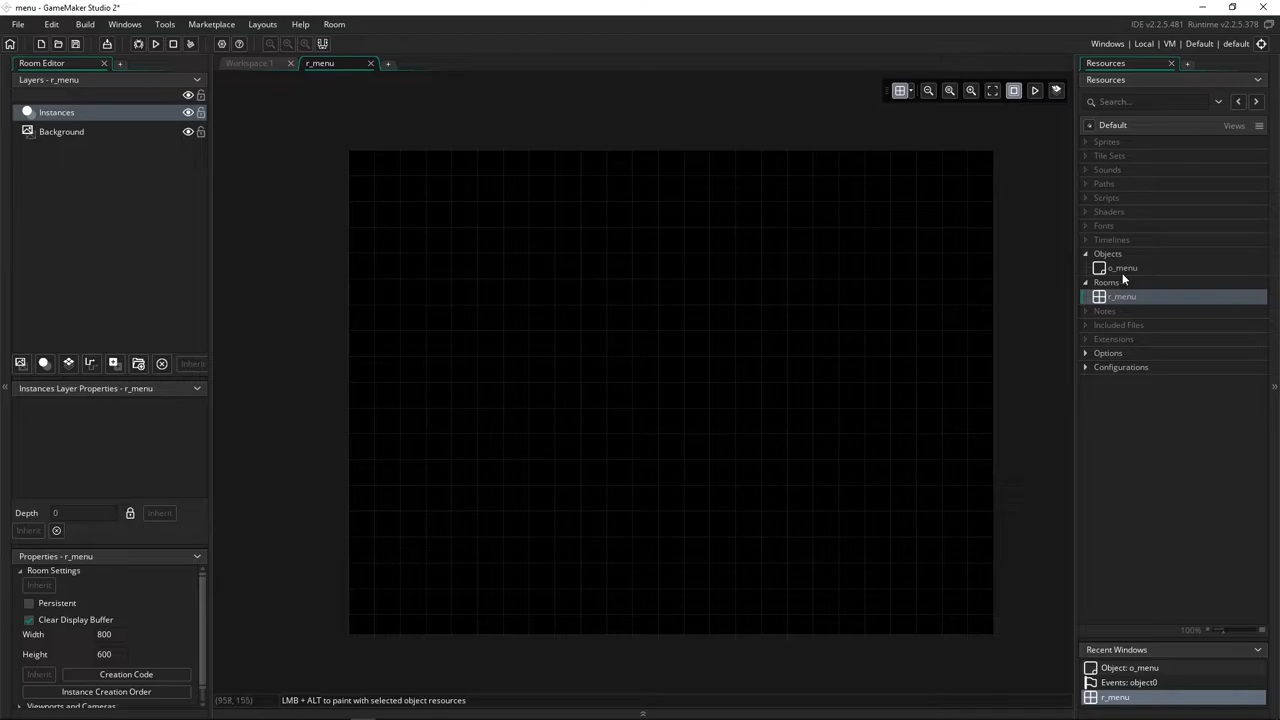 menu - GameMaker Studio 2*
File Edit Build Windows Tools Marketplace Layouts Help Room
IDE v2.2.5.481 Runtime v2.2.5.378
Windows | Local | VM | Default | default
Room Editor
Workspace 1
r_menu
Resources
Layers - r_menu
Resources
Search...
Instances
Background
Default
Views
Sprites
Tile Sets
Sounds
Paths
Scripts
Shaders
Fonts
Timelines
Objects
o_menu
Rooms
r_menu
Notes
Included Files
Extensions
Options
Configurations
Inherit
Instances Layer Properties - r_menu
Depth 0 Inherit
Inherit
Properties - r_menu
Room Settings
Inherit
Persistent
Clear Display Buffer
Width 800
Height 600
Inherit Creation Code
Instance Creation Order
Viewports and Cameras
(958, 155) LMB + ALT to paint with selected object resources
100%
Recent Windows
Object: o_menu
Events: object0
r_menu